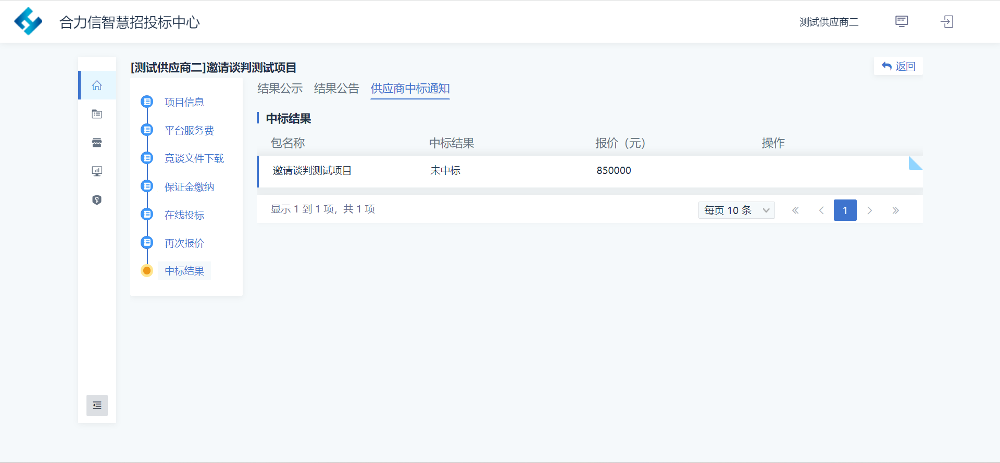 合力信智慧招投标中心
测试供应商二
[测试供应商二]邀请谈判测试项目
返回
项目信息
平台服务费
竞谈文件下载
保证金缴纳
在线投标
再次报价
中标结果
结果公示 结果公告 供应商中标通知
中标结果
包名称 中标结果 报价（元） 操作
邀请谈判测试项目 未中标 850000
显示 1 到 1 项，共 1 项
每页 10 条 « < 1 > »